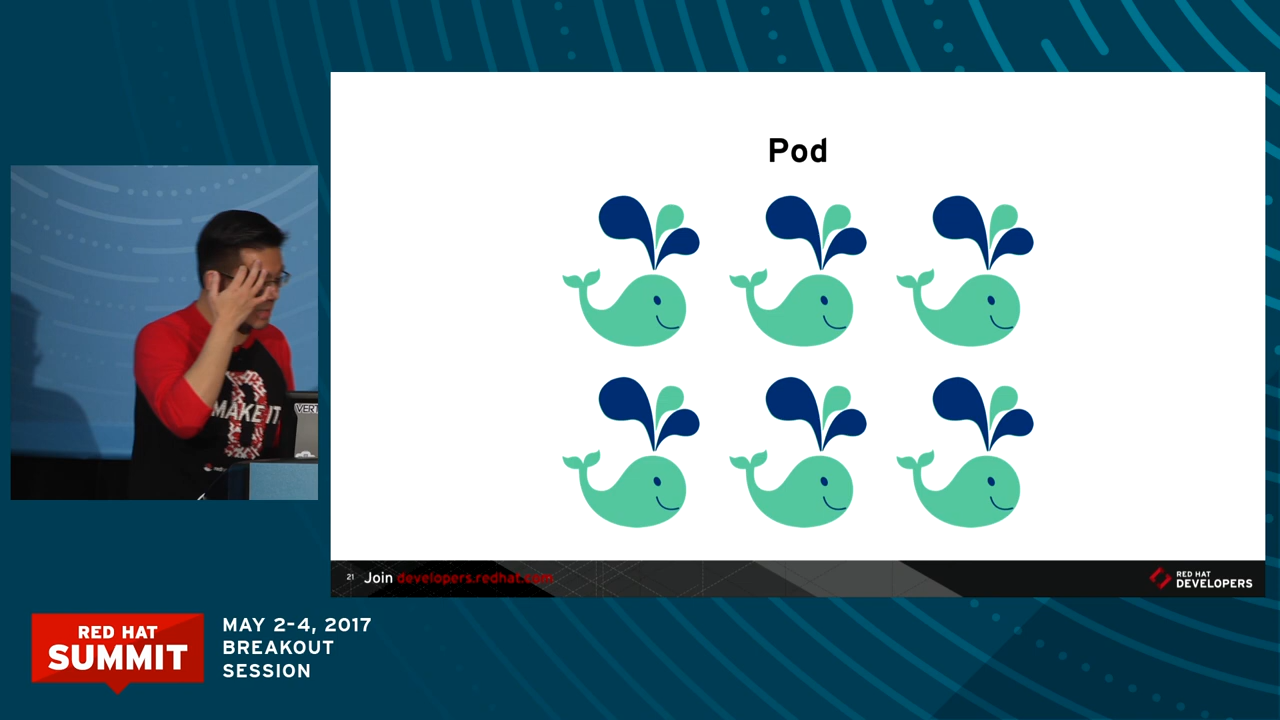 Pod
MAKE IT
VERT
21 Join developers.redhat.com
RED HAT
DEVELOPERS
RED HAT
SUMMIT
MAY 2-4, 2017
BREAKOUT
SESSION